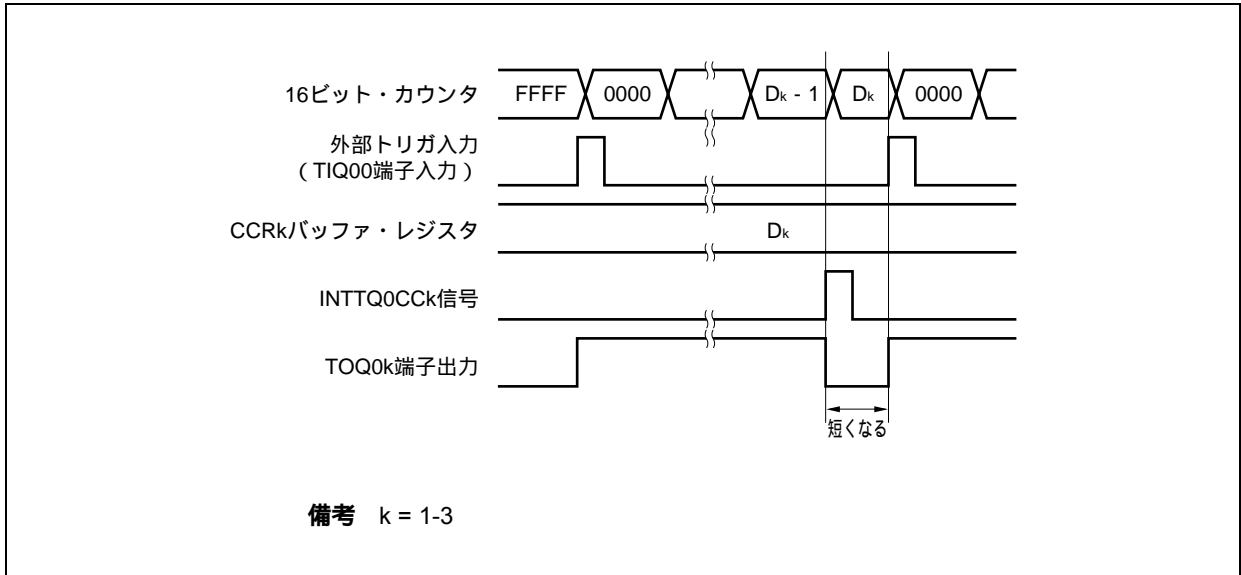 16ビット・カウンタ FFFF 0000 Dk - 1 Dk 0000
外部トリガ入力
（TIQ00端子入力）
CCRkバッファ・レジスタ Dk
INTTQ0CCk信号
TOQ0k端子出力
短くなる
備考 k = 1-3